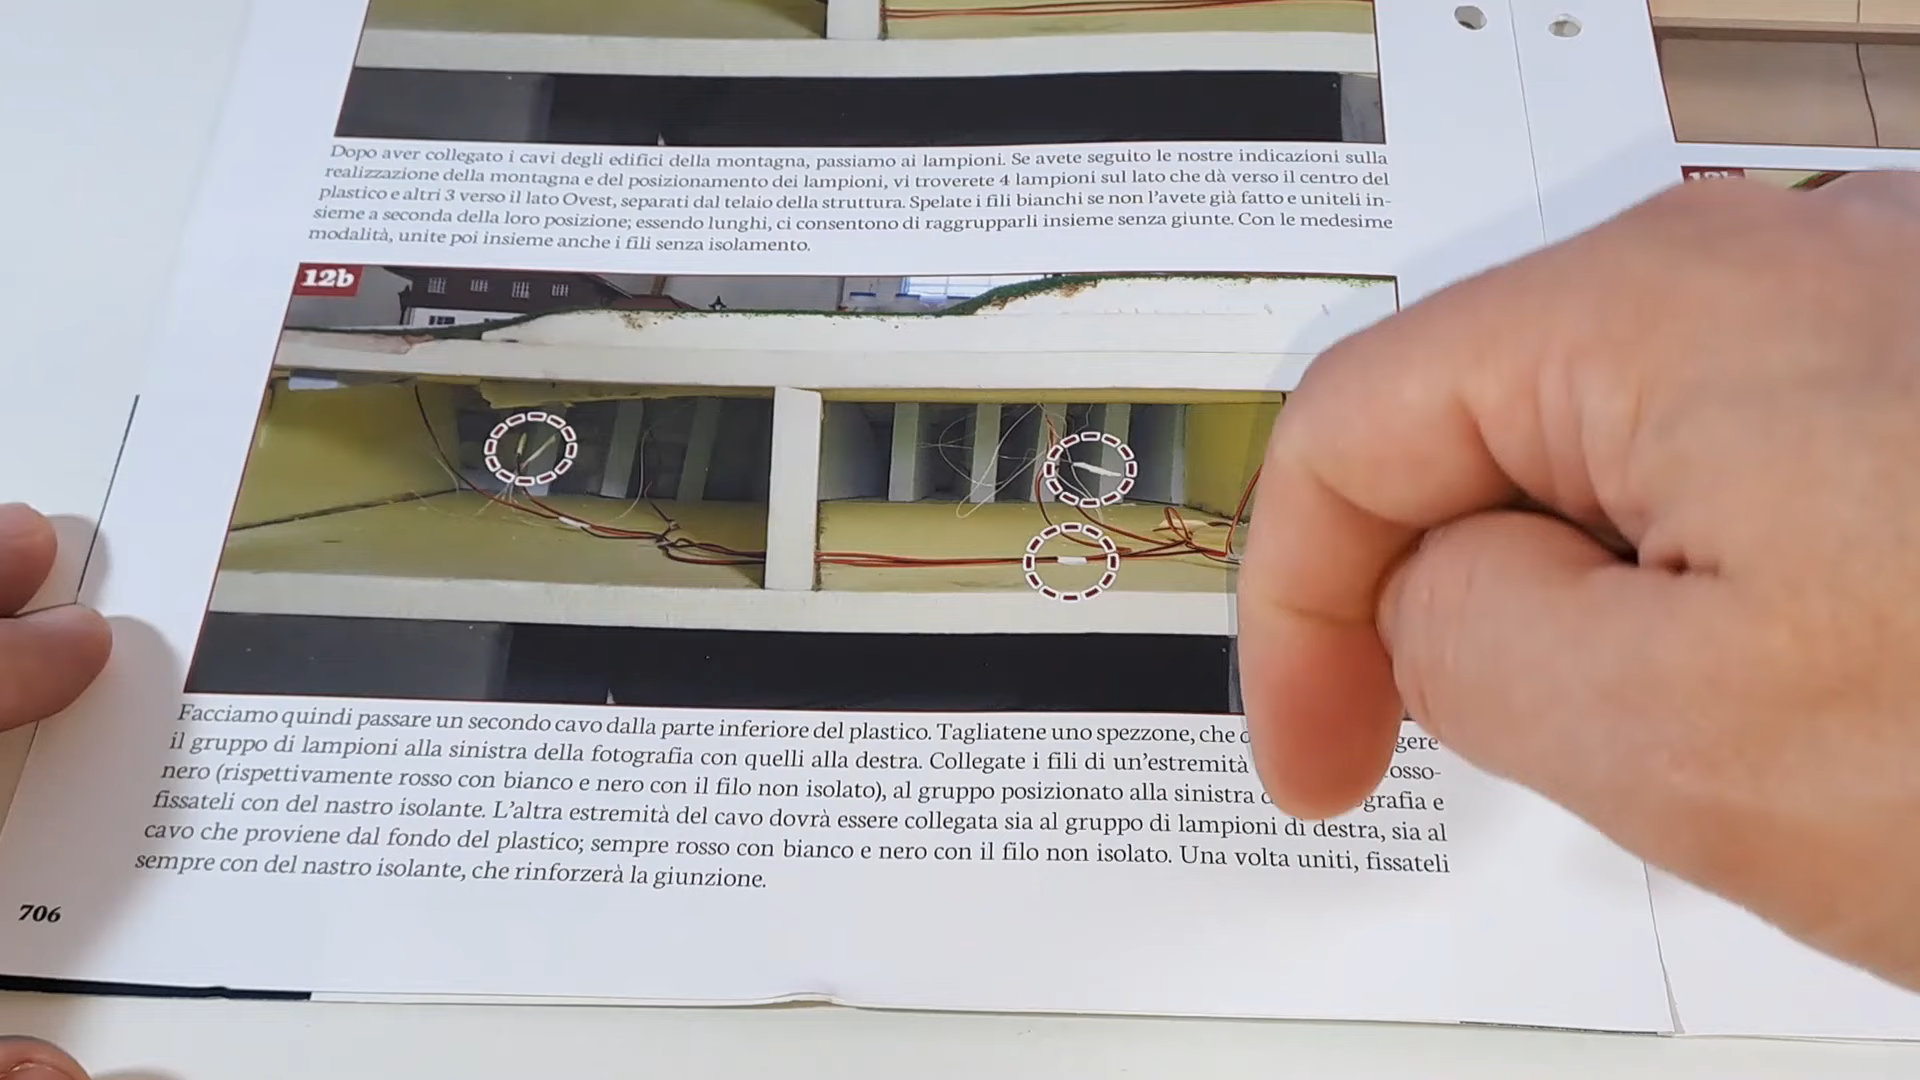 Dopo aver collegato i cavi degli edifici della montagna, passiamo ai lampioni. Se avete seguito le nostre indicazioni sulla
realizzazione della montagna e del posizionamento dei lampioni, vi troverete 4 lampioni sul lato che dà verso il centro del
plastico e altri 3 verso il lato Ovest, separati dal telaio della struttura. Spelate i fili bianchi se non l'avete già fatto e uniteli in-
sieme a seconda della loro posizione; essendo lunghi, ci consentono di raggrupparli insieme senza giunte. Con le medesime
modalità, unite poi insieme anche i fili senza isolamento.
12b
Facciamo quindi passare un secondo cavo dalla parte inferiore del plastico. Tagliatene uno spezzone, che gere
il gruppo di lampioni alla sinistra della fotografia con quelli alla destra. Collegate i fili di un'estremità osso-
nero (rispettivamente rosso con bianco e nero con il filo non isolato), al gruppo posizionato alla sinistra grafia e
fissateli con del nastro isolante. L'altra estremità del cavo dovrà essere collegata sia al gruppo di lampioni di destra, sia al
cavo che proviene dal fondo del plastico; sempre rosso con bianco e nero con il filo non isolato. Una volta uniti, fissateli
sempre con del nastro isolante, che rinforzerà la giunzione.
706